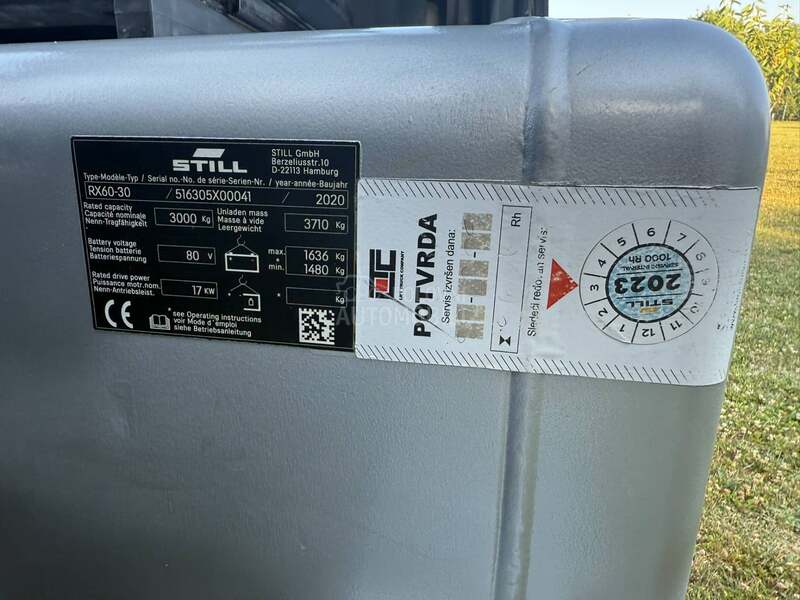 STILL
STILL GmbH
Berzeliusstr.10
D-22113 Hamburg
Type-Modèle-Typ / Serial no.-No. de série-Serien-Nr. / year-année-Baujahr
RX60-30 / 516305X00041 / 2020
Rated capacity
Capacité nominale
Nenn-Tragfähigkeit
3000 Kg
Unladen mass
Masse à vide
Leergewicht
3710 Kg
Battery voltage
Tension batterie
Batteriespannung
80 V
max. 1636 Kg
min. 1480 Kg
Rated drive power
Puissance motr.nom.
Nenn-Antriebsleist.
17 KW
* Kg
CE
*see Operating instructions
voir Mode d´emploi
siehe Betriebsanleitung
LIFT TRUCK COMPANY
POTVRDA
Servis izvršen dana:
Rh
Sledeći redovan servis:
1 2 3 4 5 6 7 8 9 10 11 12
SERVISNI INTERVAL
1000 Rh
2023
STILL